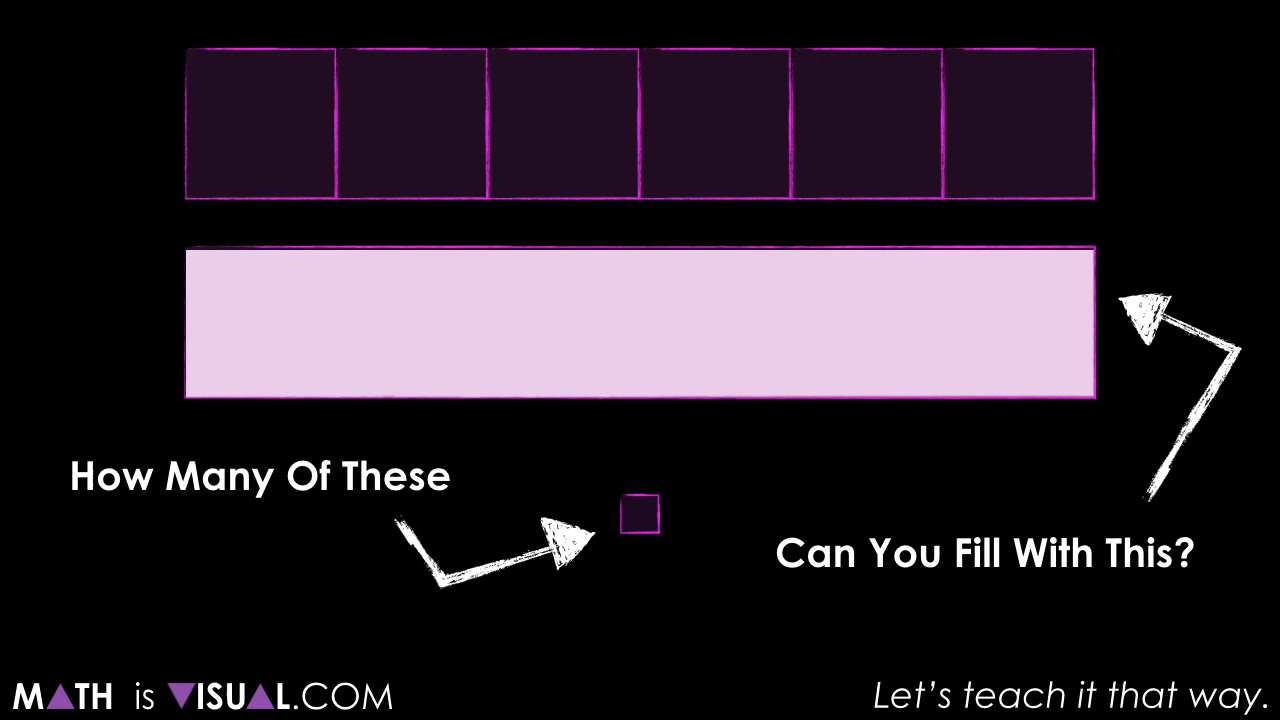 How Many Of These
Can You Fill With This?
MATH is VISUAL.COM
Let's teach it that way.